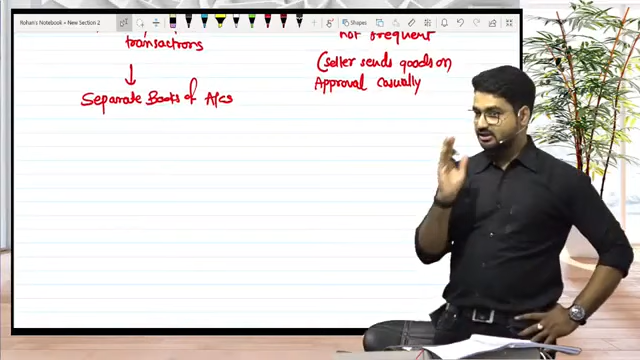 Rohan's Notebook • New Section 2
Shapes
transactions
Separate Books of A/cs
not frequent
(seller sends goods on
Approval casually